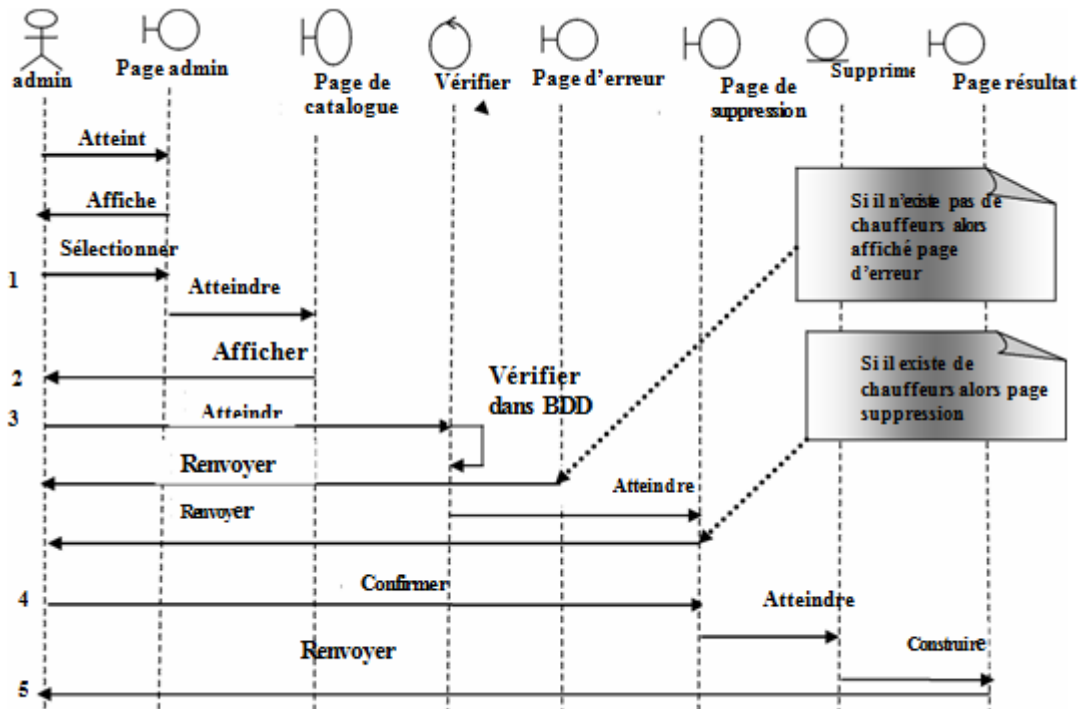 admin
Page admin
Page de
catalogue
Vérifier
Page d'erreur
Page de
suppression
Supprime
Page résultat
Atteint
Affiche
Si il n'existe pas de
chauffeurs alors
affiché page
d'erreur
Sélectionner
1
Atteindre
Afficher
2
Si il existe de
chauffeurs alors page
suppression
Vérifier
dans BDD
3
Atteindr
Renvoyer
Atteindre
Renvoyer
Confirmer
4
Atteindre
Renvoyer
Construire
5